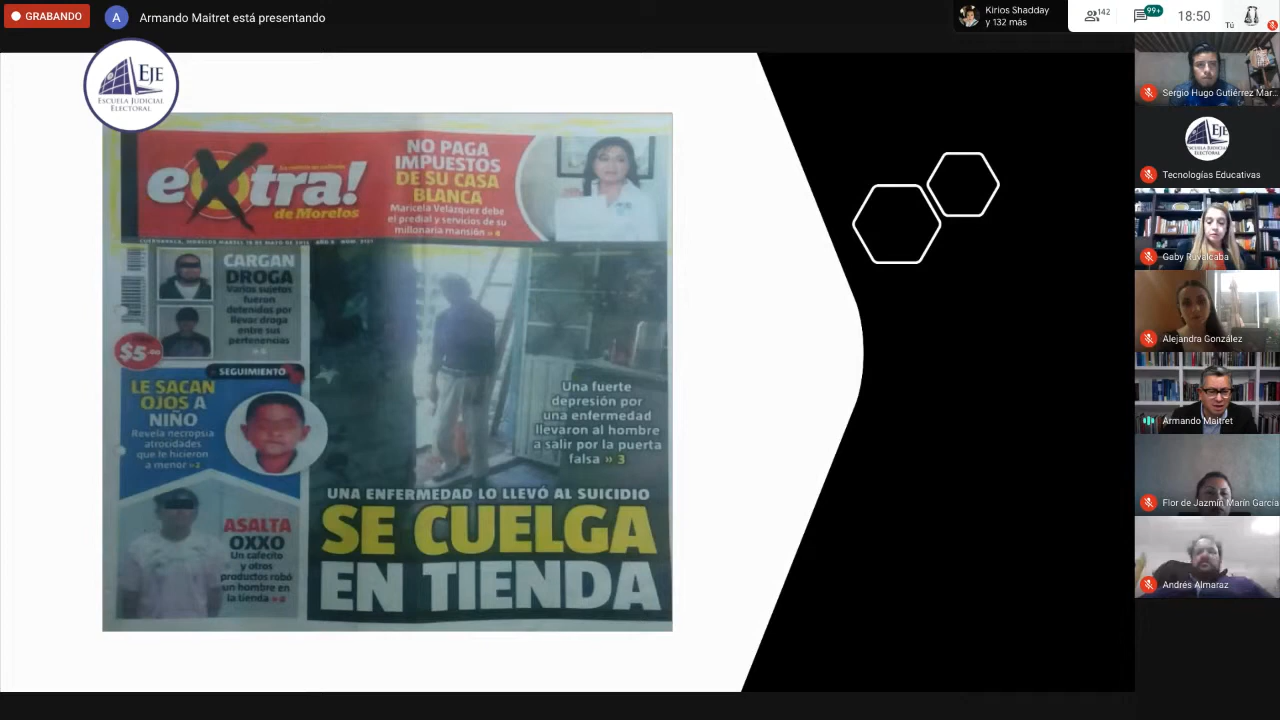 GRABANDO
A
Armando Maitret está presentando
Kirios Shadday
y 132 más
142
99+
18:50
Tú
EJE
ESCUELA JUDICIAL
ELECTORAL
eXtra!
de Morelos
NO PAGA
IMPUESTOS
DE SU CASA
BLANCA
Maricela Velázquez debe
el predial y servicios de su
millonaria mansión » 4
CARGAN
DROGA
Varios sujetos
fueron
detenidos por
llevar droga
entre sus
pertenencias
$5.00
SEGUIMIENTO
LE SACAN
OJOS A
NIÑO
Revela necropsia
atrocidades
que le hicieron
a menor » 2
ASALTA
OXXO
Un cafecito
y otros
productos robó
un hombre en
la tienda
Una fuerte
depresión por
una enfermedad
llevaron al hombre
a salir por la puerta
falsa » 3
UNA ENFERMEDAD LO LLEVÓ AL SUICIDIO
SE CUELGA
EN TIENDA
Sergio Hugo Gutiérrez Mar...
EJE
ESCUELA JUDICIAL
ELECTORAL
Tecnologías Educativas
Gaby Ruvalcaba
Alejandra González
Armando Maitret
Flor de Jazmín Marín García
Andrés Almaraz